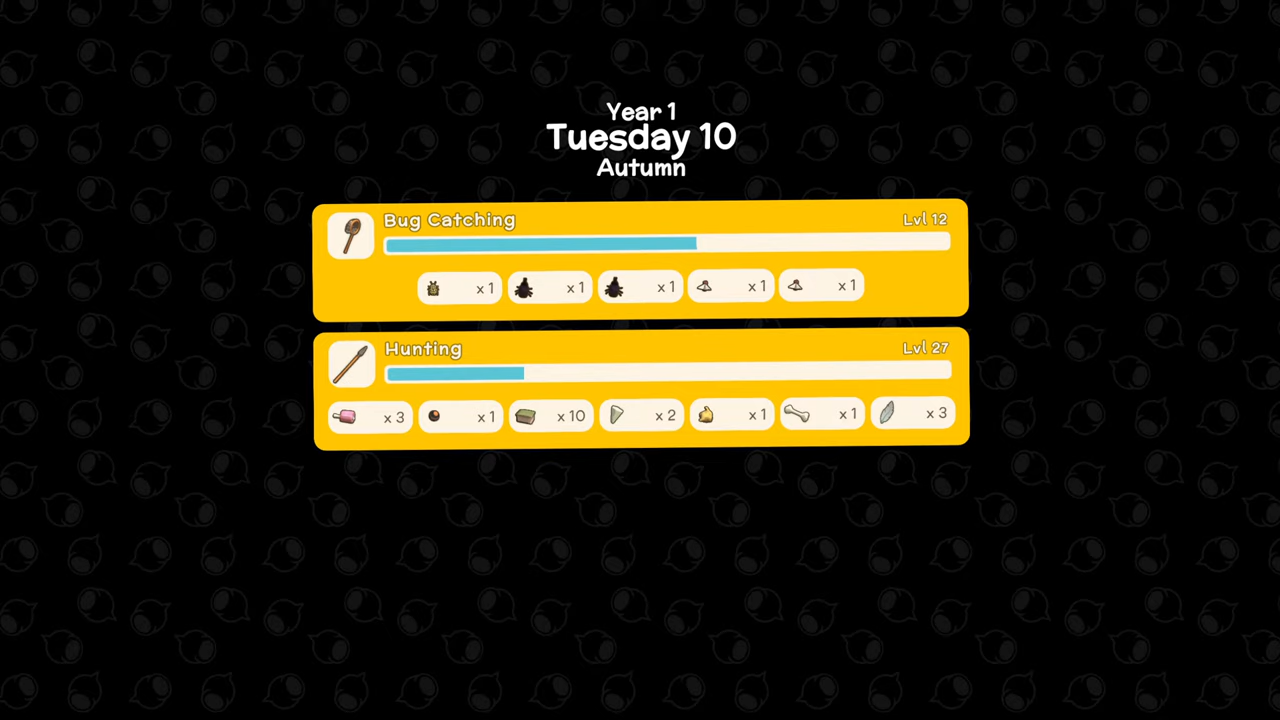 Year 1
Tuesday 10
Autumn
Bug Catching
Lvl 12
x 1
x 1
x 1
x 1
x 1
Hunting
Lvl 27
x 3
x 1
x 10
x 2
x 1
x 1
x 3